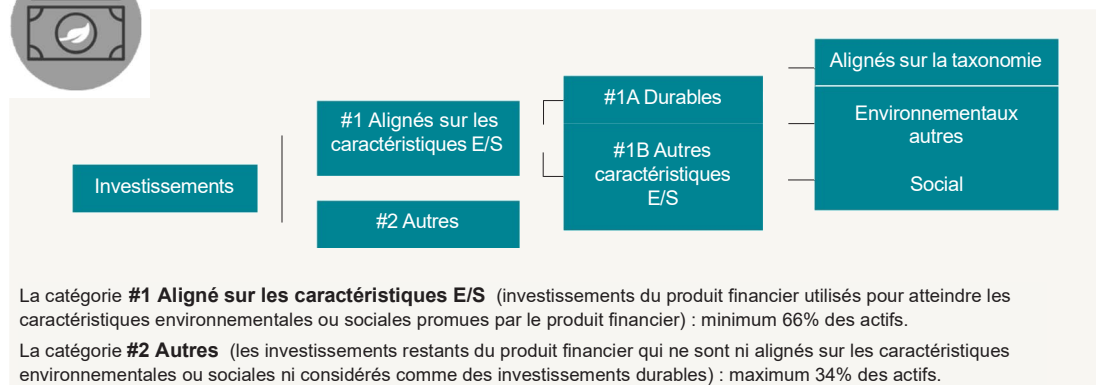 Investissements
#1 Alignés sur les
caractéristiques E/S
#2 Autres
#1A Durables
#1B Autres
caractéristiques
E/S
Alignés sur la taxonomie
Environnementaux
autres
Social
La catégorie #1 Aligné sur les caractéristiques E/S (investissements du produit financier utilisés pour atteindre les
caractéristiques environnementales ou sociales promues par le produit financier) : minimum 66% des actifs.
La catégorie #2 Autres (les investissements restants du produit financier qui ne sont ni alignés sur les caractéristiques
environnementales ou sociales ni considérés comme des investissements durables) : maximum 34% des actifs.